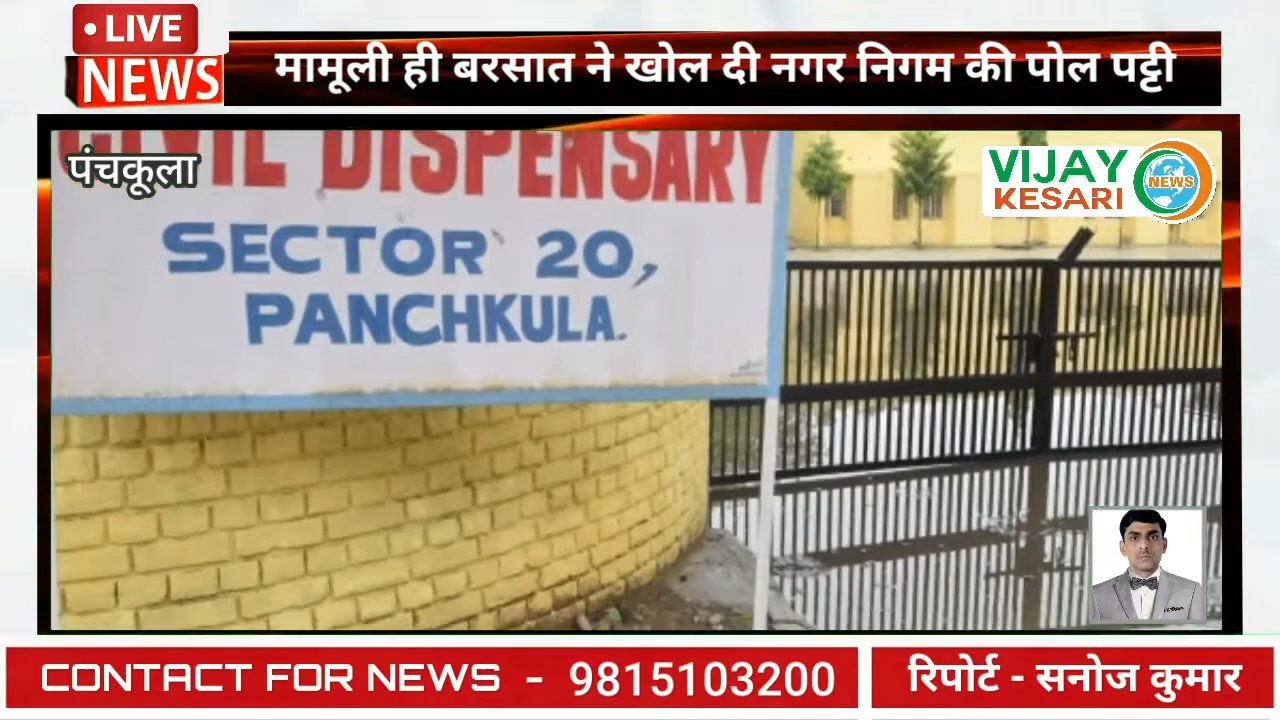 LIVE
NEWS
मामूली ही बरसात ने खोल दी नगर निगम की पोल पट्टी
पंचकूला
CIVIL DISPENSARY
SECTOR 20,
PANCHKULA.
VIJAY
KESARI
NEWS
CONTACT FOR NEWS - 9815103200
रिपोर्ट - सनोज कुमार